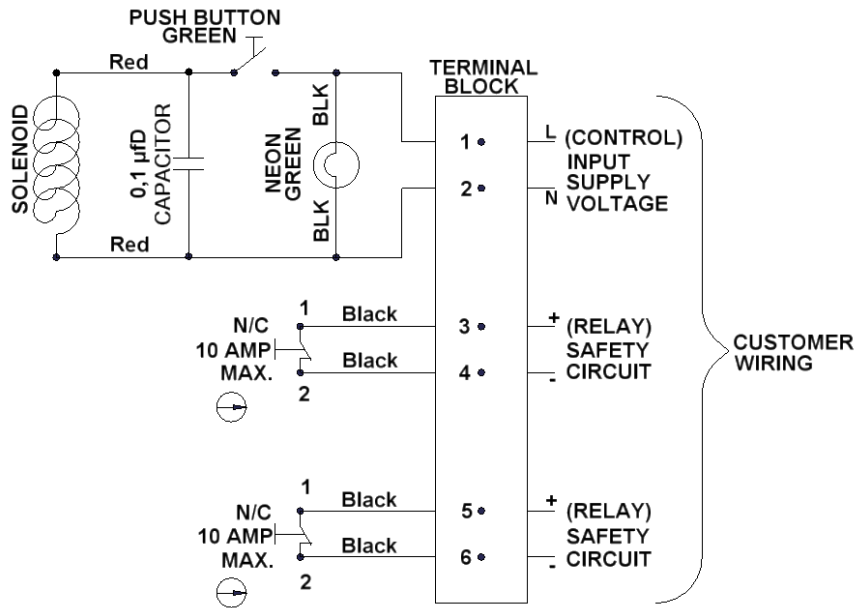 PUSH BUTTON
GREEN
Red
SOLENOID
0,1 µfD
CAPACITOR
BLK
NEON
GREEN
BLK
Red
TERMINAL
BLOCK
1
L
(CONTROL)
INPUT
2
SUPPLY
N
VOLTAGE
1
N/C
Black
3
+
(RELAY)
10 AMP
SAFETY
MAX.
Black
4
-
CIRCUIT
2
CUSTOMER
WIRING
1
N/C
Black
5
+
(RELAY)
10 AMP
SAFETY
MAX.
Black
6
-
CIRCUIT
2